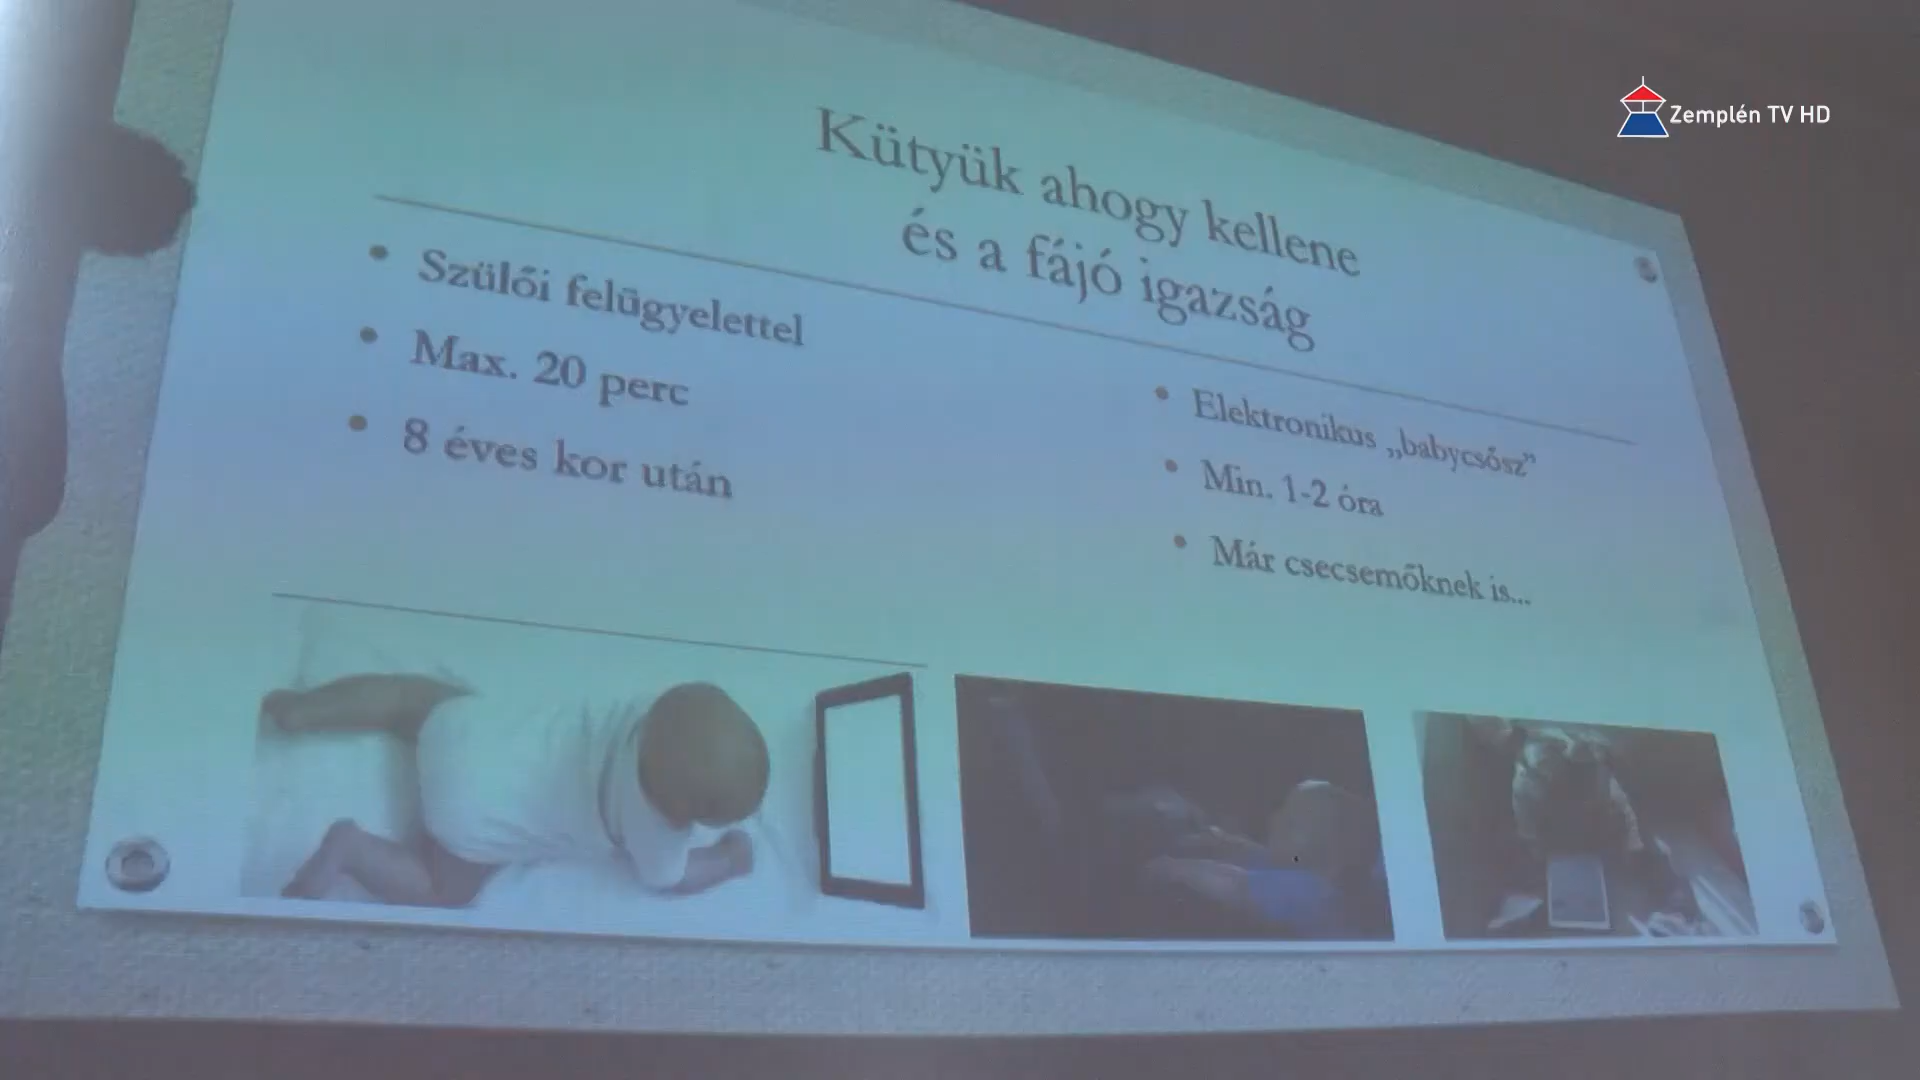 Zemplén TV HD
Kütyük ahogy kellene
és a fájó igazság
• Szülői felügyelettel
• Max. 20 perc
• 8 éves kor után
• Elektronikus „babycsősz”
• Min. 1-2 óra
• Már csecsemőknek is...